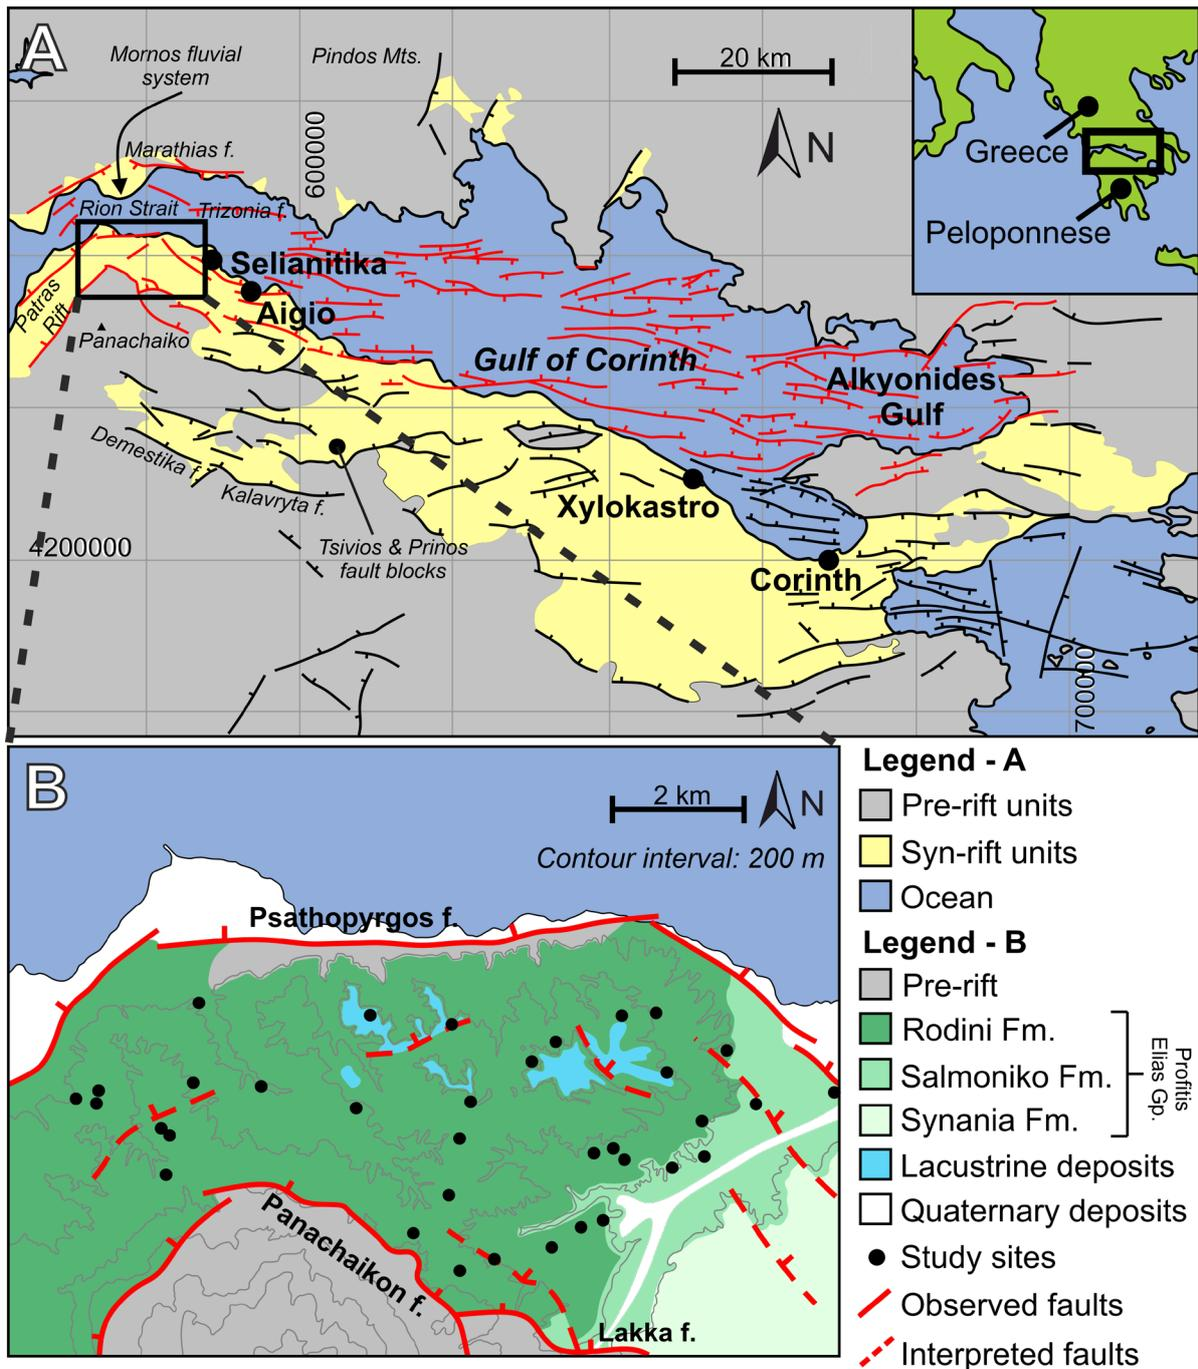 A
Mornos fluvial
system
Pindos Mts.
20 km
N
Greece
Peloponnese
600000
Marathias f.
Rion Strait
Trizonia f.
Selianitika
Aigio
Patras
Rift
Panachaiko
Gulf of Corinth
Alkyonides
Gulf
Demestika f.
Kalavryta f.
Xylokastro
4200000
Tsivios & Prinos
fault blocks
Corinth
700000
B
2 km
N
Contour interval: 200 m
Psathopyrgos f.
Panachaikon f.
Lakka f.
Legend - A
Pre-rift units
Syn-rift units
Ocean
Legend - B
Pre-rift
Rodini Fm.
Salmoniko Fm.
Synania Fm.
Profitis
Elias Gp.
Lacustrine deposits
Quaternary deposits
Study sites
Observed faults
Interpreted faults